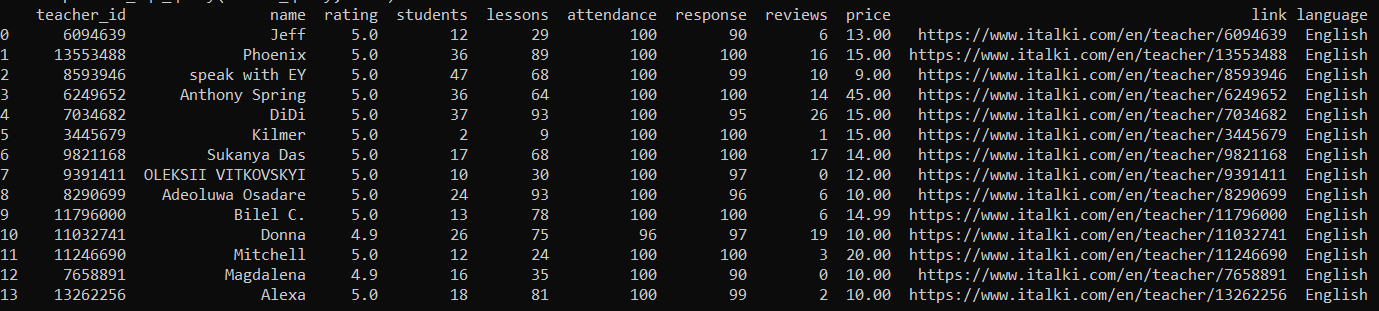 teacher_id name rating students lessons attendance response reviews price link language
0 6094639 Jeff 5.0 12 29 100 90 6 13.00 https://www.italki.com/en/teacher/6094639 English
1 13553488 Phoenix 5.0 36 89 100 100 16 15.00 https://www.italki.com/en/teacher/13553488 English
2 8593946 speak with EY 5.0 47 68 100 99 10 9.00 https://www.italki.com/en/teacher/8593946 English
3 6249652 Anthony Spring 5.0 36 64 100 100 14 45.00 https://www.italki.com/en/teacher/6249652 English
4 7034682 DiDi 5.0 37 93 100 95 26 15.00 https://www.italki.com/en/teacher/7034682 English
5 3445679 Kilmer 5.0 2 9 100 100 1 15.00 https://www.italki.com/en/teacher/3445679 English
6 9821168 Sukanya Das 5.0 17 68 100 100 17 14.00 https://www.italki.com/en/teacher/9821168 English
7 9391411 OLEKSII VITKOVSKYI 5.0 10 30 100 97 0 12.00 https://www.italki.com/en/teacher/9391411 English
8 8290699 Adeoluwa Osadare 5.0 24 93 100 96 6 10.00 https://www.italki.com/en/teacher/8290699 English
9 11796000 Bilel C. 5.0 13 78 100 100 6 14.99 https://www.italki.com/en/teacher/11796000 English
10 11032741 Donna 4.9 26 75 96 97 19 10.00 https://www.italki.com/en/teacher/11032741 English
11 11246690 Mitchell 5.0 12 24 100 100 3 20.00 https://www.italki.com/en/teacher/11246690 English
12 7658891 Magdalena 4.9 16 35 100 90 0 10.00 https://www.italki.com/en/teacher/7658891 English
13 13262256 Alexa 5.0 18 81 100 99 2 10.00 https://www.italki.com/en/teacher/13262256 English